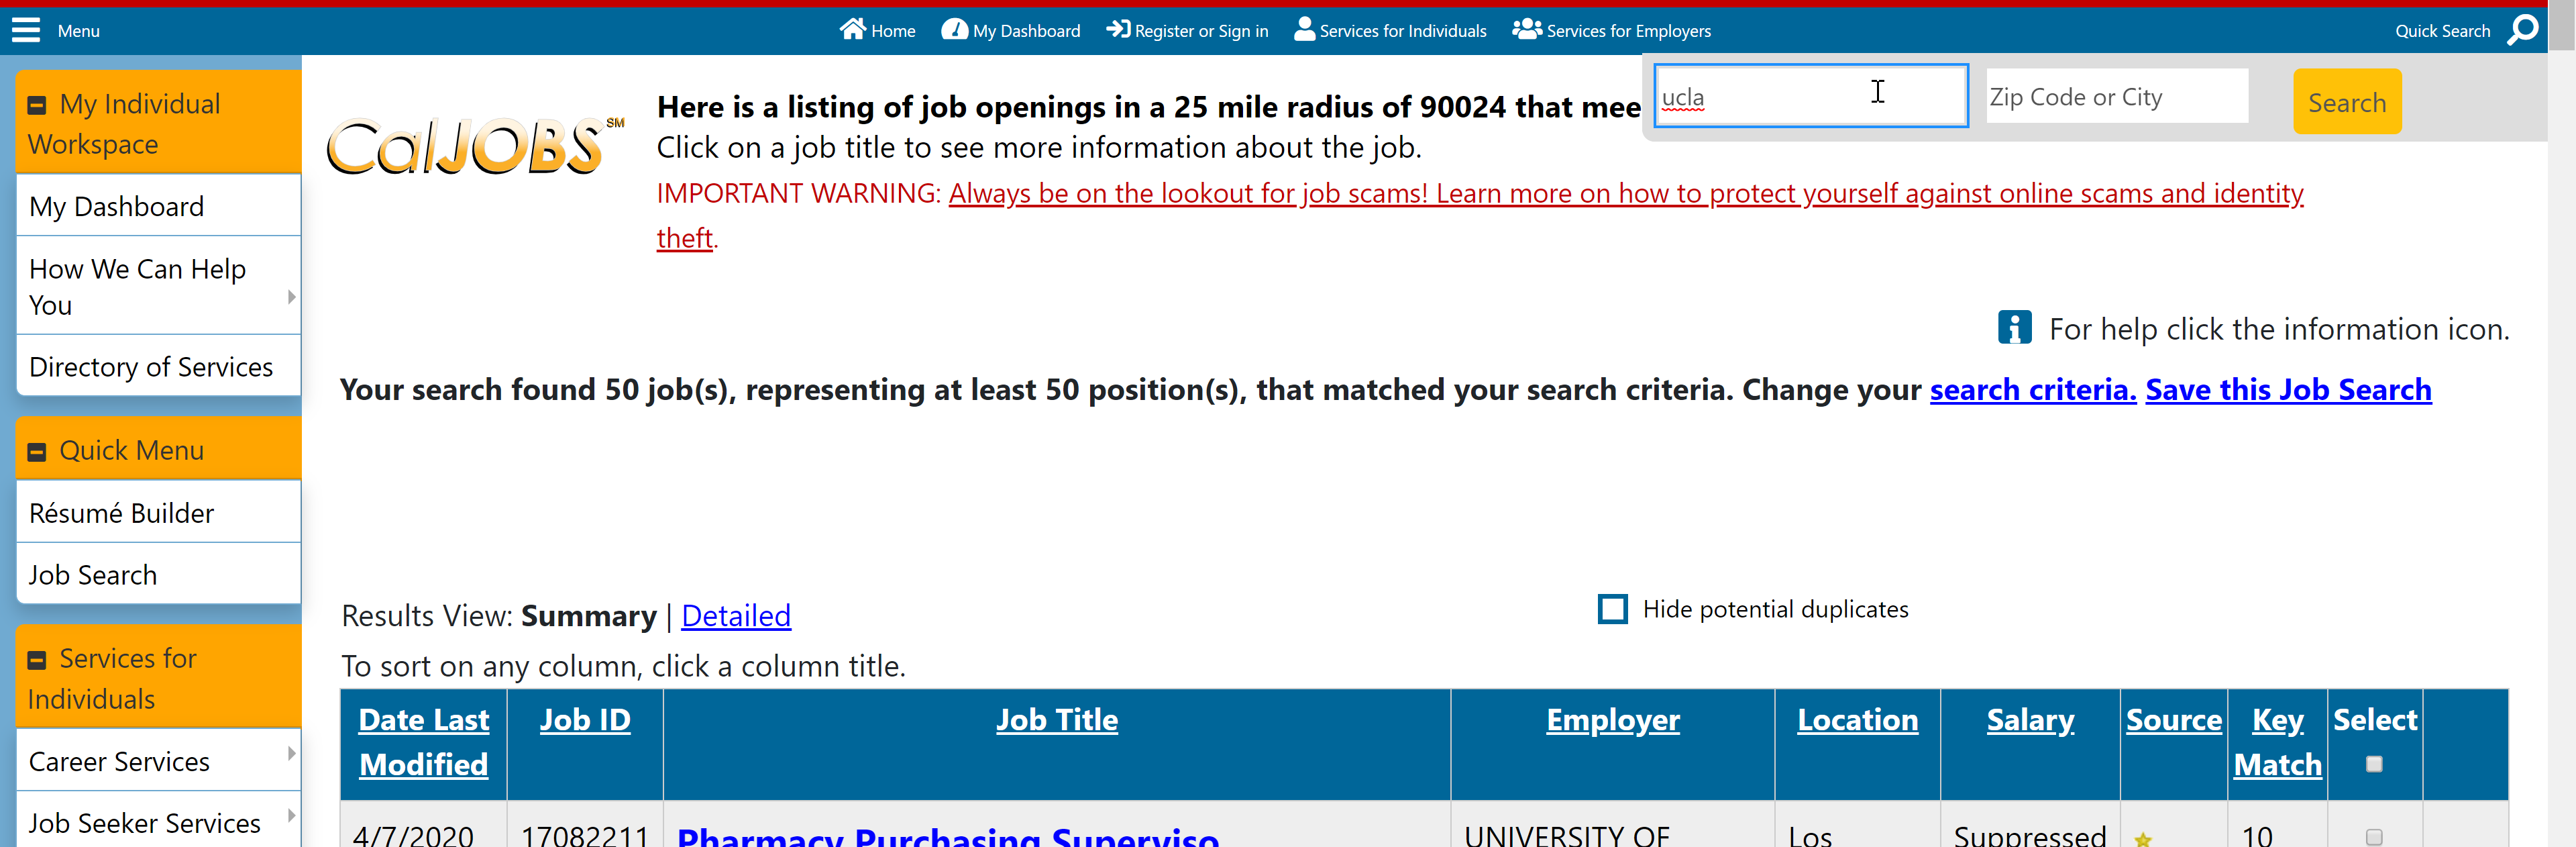 Menu
Home
My Dashboard
Register or Sign in
Services for Individuals
Services for Employers
Quick Search
ucla
Zip Code or City
Search
My Individual
Workspace
My Dashboard
How We Can Help
You
Directory of Services
Quick Menu
Résumé Builder
Job Search
Services for
Individuals
Career Services
Job Seeker Services
CalJOBS SM
Here is a listing of job openings in a 25 mile radius of 90024 that mee
Click on a job title to see more information about the job.
IMPORTANT WARNING: Always be on the lookout for job scams! Learn more on how to protect yourself against online scams and identity
theft.
For help click the information icon.
Your search found 50 job(s), representing at least 50 position(s), that matched your search criteria. Change your search criteria. Save this Job Search
Results View: Summary | Detailed
Hide potential duplicates
To sort on any column, click a column title.
Date Last
Modified
Job ID
Job Title
Employer
Location
Salary
Source
Key
Match
Select
4/7/2020
17082211
Pharmacy Purchasing Superviso
UNIVERSITY OF
Los
Suppressed
10